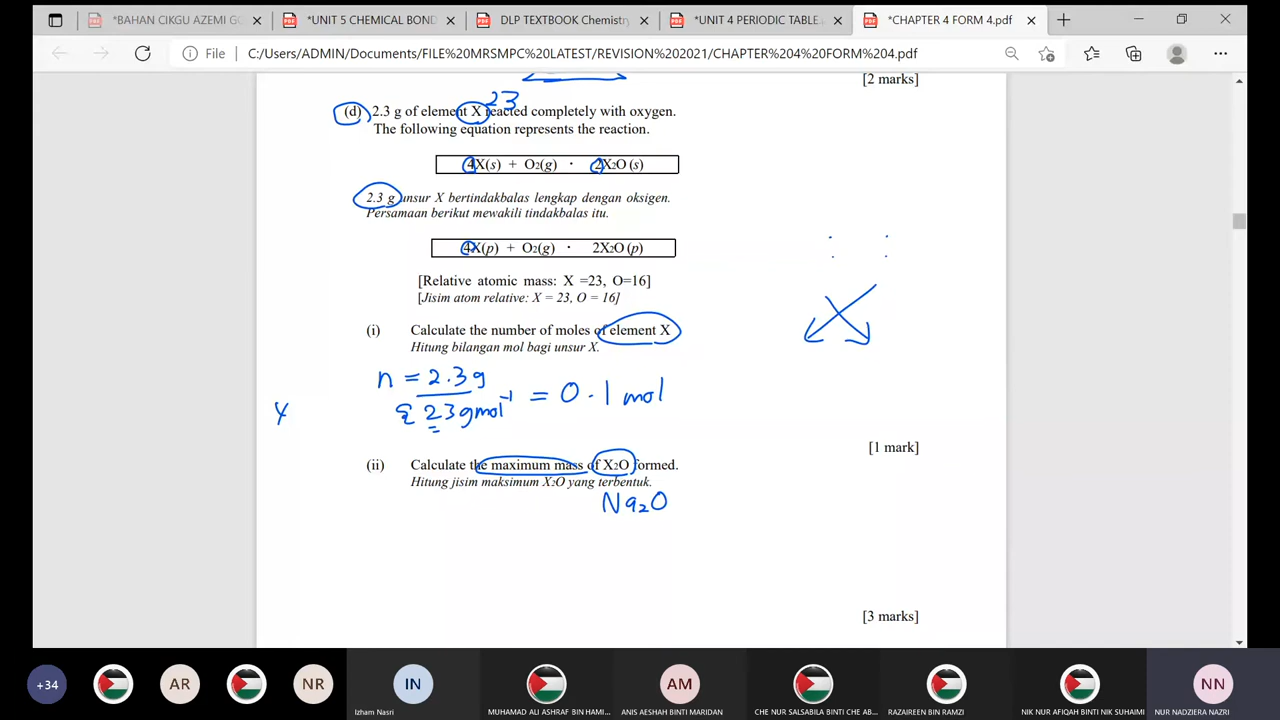 *BAHAN CIKGU AZEMI GO
*UNIT 5 CHEMICAL BOND
DLP TEXTBOOK Chemistry
*UNIT 4 PERIODIC TABLE
*CHAPTER 4 FORM 4.pdf
File
C:/Users/ADMIN/Documents/FILE%20MRSMPC%20LATEST/REVISION%202021/CHAPTER%204%20FORM%204.pdf
[2 marks]
23
(d) 2.3 g of element X reacted completely with oxygen.
The following equation represents the reaction.
4X(s) + O2(g) · 2X2O (s)
2.3 g unsur X bertindakbalas lengkap dengan oksigen.
Persamaan berikut mewakili tindakbalas itu.
4X(p) + O2(g) · 2X2O (p)
[Relative atomic mass: X =23, O=16]
[Jisim atom relative: X = 23, O = 16]
(i) Calculate the number of moles of element X
Hitung bilangan mol bagi unsur X.
n = 2.3g
23 gmol⁻¹ = 0.1 mol
[1 mark]
(ii) Calculate the maximum mass of X2O formed.
Hitung jisim maksimum X2O yang terbentuk.
Na₂O
[3 marks]
+34
AR
NR
IN
AM
NN
Izham Nasri
MUHAMAD ALI ASHRAF BIN HAMI...
ANIS AESHAH BINTI MARIDAN
CHE NUR SALSABILA BINTI CHE AB...
RAZAIREEN BIN RAMZI
NIK NUR AFIQAH BINTI NIK SUHAIMI
NUR NADZIERA NAZRI